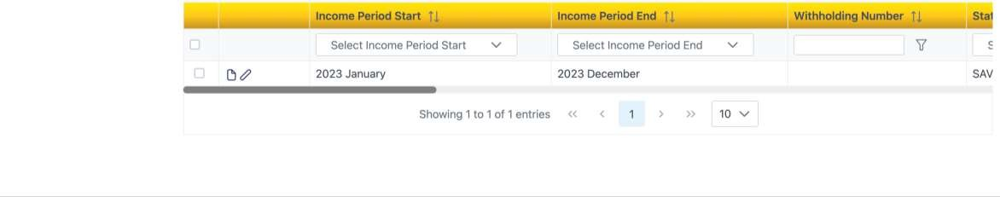 Income Period Start Income Period End Withholding Number
Select Income Period Start Select Income Period End
2023 January 2023 December SAV
Showing 1 to 1 of 1 entries << < 1 > >> 10